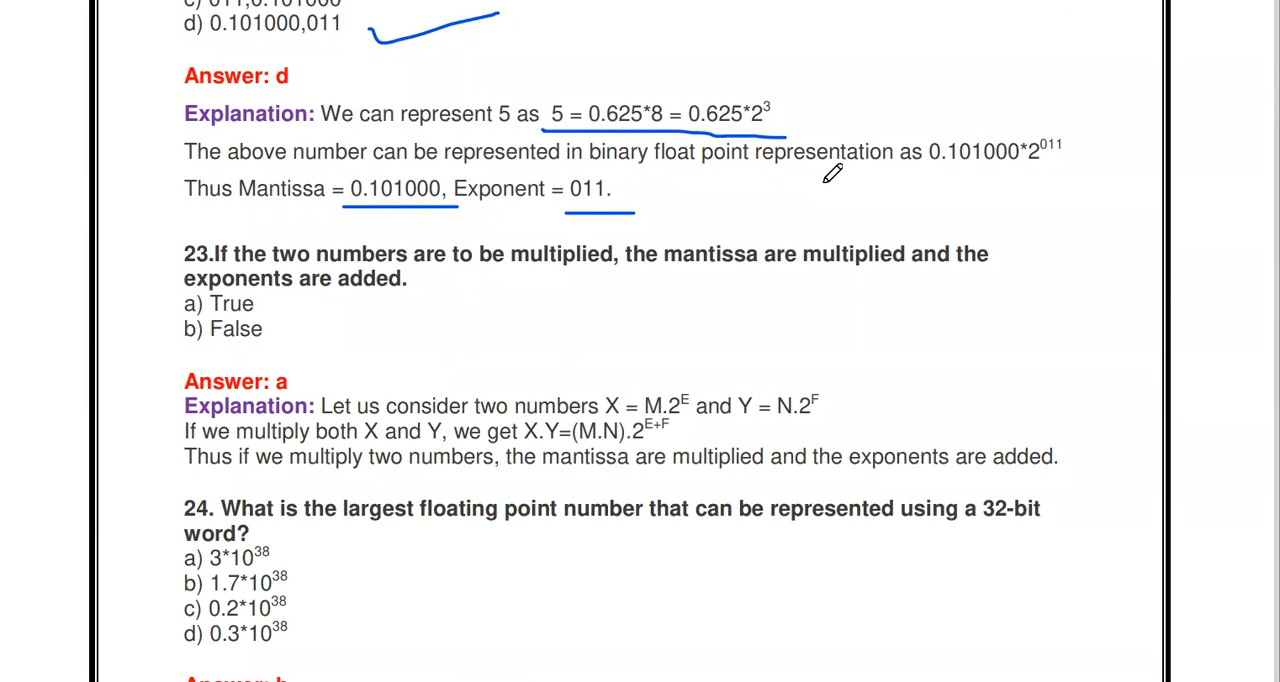 c) 011,0.101000
d) 0.101000,011
Answer: d
Explanation: We can represent 5 as 5 = 0.625*8 = 0.625*2³
The above number can be represented in binary float point representation as 0.101000*2⁰¹¹
Thus Mantissa = 0.101000, Exponent = 011.
23.If the two numbers are to be multiplied, the mantissa are multiplied and the
exponents are added.
a) True
b) False
Answer: a
Explanation: Let us consider two numbers X = M.2ᴱ and Y = N.2F
If we multiply both X and Y, we get X.Y=(M.N).2E+F
Thus if we multiply two numbers, the mantissa are multiplied and the exponents are added.
24. What is the largest floating point number that can be represented using a 32-bit
word?
a) 3*10³⁸
b) 1.7*10³⁸
c) 0.2*10³⁸
d) 0.3*10³⁸
Answer: b